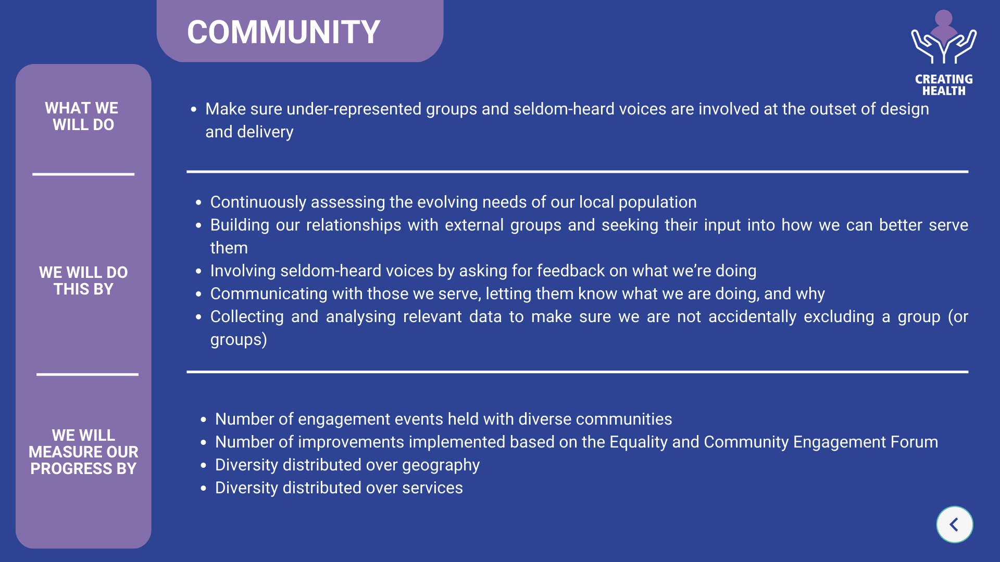 COMMUNITY
CREATING
HEALTH
WHAT WE
WILL DO
• Make sure under-represented groups and seldom-heard voices are involved at the outset of design
and delivery
WE WILL DO
THIS BY
• Continuously assessing the evolving needs of our local population
• Building our relationships with external groups and seeking their input into how we can better serve
them
• Involving seldom-heard voices by asking for feedback on what we’re doing
• Communicating with those we serve, letting them know what we are doing, and why
• Collecting and analysing relevant data to make sure we are not accidentally excluding a group (or
groups)
WE WILL
MEASURE OUR
PROGRESS BY
• Number of engagement events held with diverse communities
• Number of improvements implemented based on the Equality and Community Engagement Forum
• Diversity distributed over geography
• Diversity distributed over services